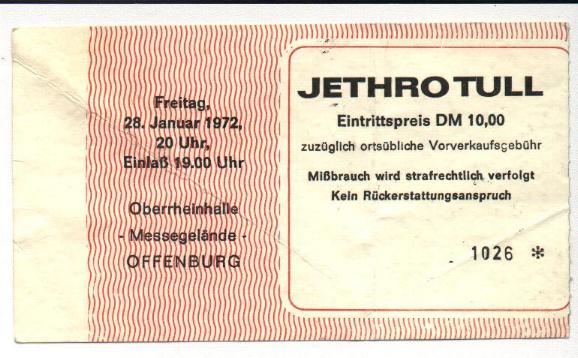 Freitag,
28. Januar 1972,
20 Uhr,
Einlaß 19.00 Uhr
Oberrheinhalle
- Messegelände -
OFFENBURG
JETHRO TULL
Eintrittspreis DM 10,00
zuzüglich ortsübliche Vorverkaufsgebühr
Mißbrauch wird strafrechtlich verfolgt
Kein Rückerstattungsanspruch
1026 *